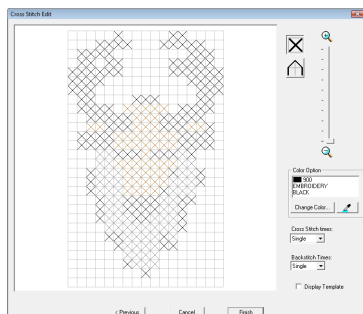 Cross Stitch Edit
Color Option
900
EMBROIDERY
BLACK
Change Color...
Cross Stitch times:
Single
Backstitch Times:
Single
Display Template
< Previous
Cancel
Finish